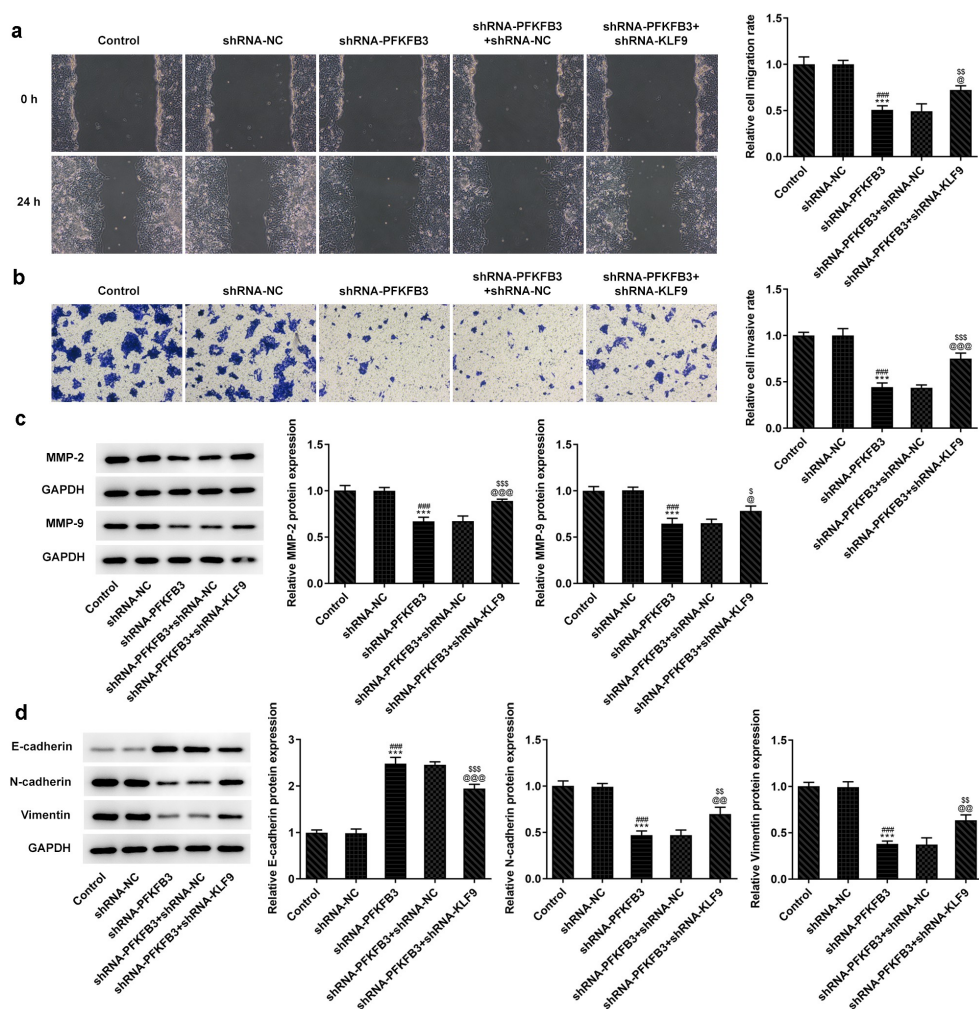 a
Control
shRNA-NC
shRNA-PFKFB3
shRNA-PFKFB3
+shRNA-NC
shRNA-PFKFB3+
shRNA-KLF9
0 h
24 h
Relative cell migration rate
1.5
1.0
0.5
0.0
###
***
$$
@
Control
shRNA-NC
shRNA-PFKFB3
shRNA-PFKFB3+shRNA-NC
shRNA-PFKFB3+shRNA-KLF9
b
Control
shRNA-NC
shRNA-PFKFB3
shRNA-PFKFB3
+shRNA-NC
shRNA-PFKFB3+
shRNA-KLF9
Relative cell invasive rate
1.5
1.0
0.5
0.0
###
***
$$$
@@@
Control
shRNA-NC
shRNA-PFKFB3
shRNA-PFKFB3+shRNA-NC
shRNA-PFKFB3+shRNA-KLF9
c
MMP-2
GAPDH
MMP-9
GAPDH
Control
shRNA-NC
shRNA-PFKFB3
shRNA-PFKFB3+shRNA-NC
shRNA-PFKFB3+shRNA-KLF9
Relative MMP-2 protein expression
1.5
1.0
0.5
0.0
###
***
$$$
@@@
Control
shRNA-NC
shRNA-PFKFB3
shRNA-PFKFB3+shRNA-NC
shRNA-PFKFB3+shRNA-KLF9
Relative MMP-9 protein expression
1.5
1.0
0.5
0.0
###
***
$
@
Control
shRNA-NC
shRNA-PFKFB3
shRNA-PFKFB3+shRNA-NC
shRNA-PFKFB3+shRNA-KLF9
d
E-cadherin
N-cadherin
Vimentin
GAPDH
Control
shRNA-NC
shRNA-PFKFB3
shRNA-PFKFB3+shRNA-NC
shRNA-PFKFB3+shRNA-KLF9
Relative E-cadherin protein expression
3
2
1
0
###
***
$$$
@@@
Control
shRNA-NC
shRNA-PFKFB3
shRNA-PFKFB3+shRNA-NC
shRNA-PFKFB3+shRNA-KLF9
Relative N-cadherin protein expression
1.5
1.0
0.5
0.0
###
***
$$
@@
Control
shRNA-NC
shRNA-PFKFB3
shRNA-PFKFB3+shRNA-NC
shRNA-PFKFB3+shRNA-KLF9
Relative Vimentin protein expression
1.5
1.0
0.5
0.0
###
***
$$
@@
Control
shRNA-NC
shRNA-PFKFB3
shRNA-PFKFB3+shRNA-NC
shRNA-PFKFB3+shRNA-KLF9